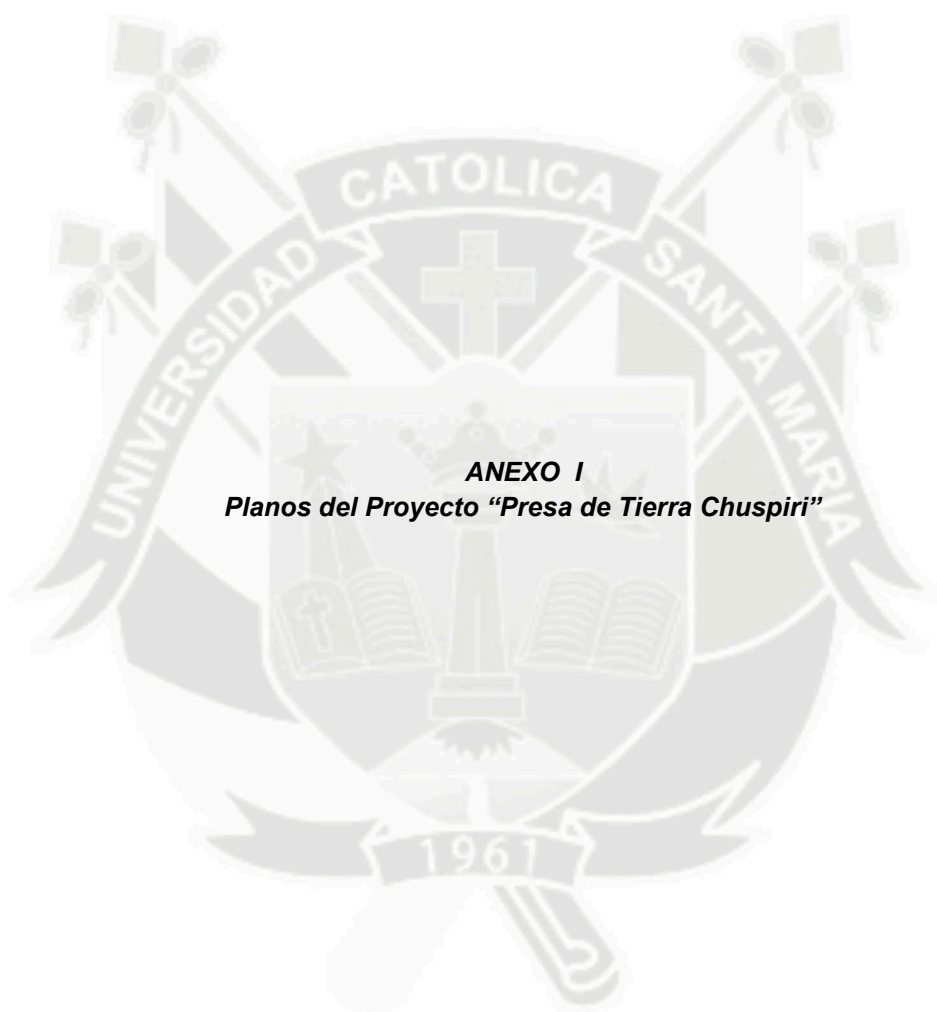 CATOLICA
UNIVERSIDAD
SANTA MARIA
ANEXO I
Planos del Proyecto “Presa de Tierra Chuspiri”
1961